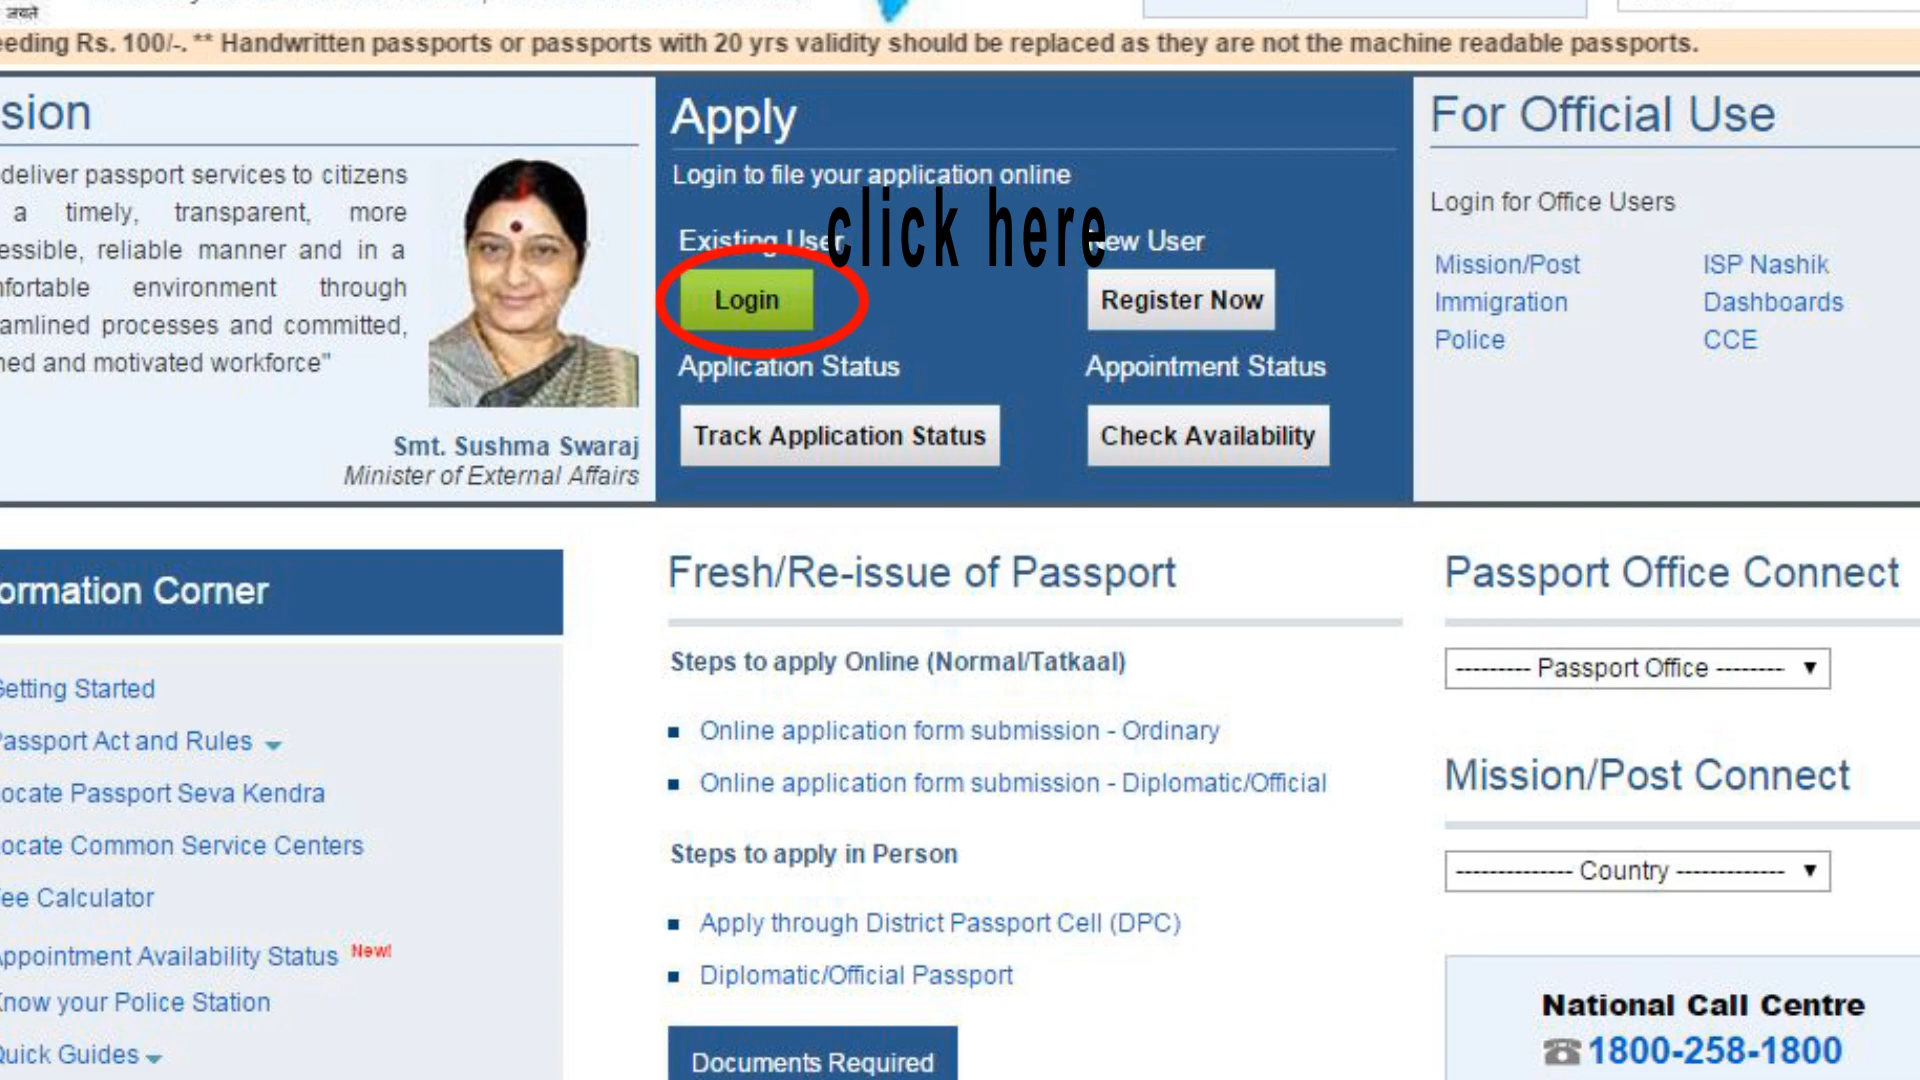 जयते
eeding Rs. 100/-. ** Handwritten passports or passports with 20 yrs validity should be replaced as they are not the machine readable passports.
sion
deliver passport services to citizens
a timely, transparent, more
essible, reliable manner and in a
nfortable environment through
eamlined processes and committed,
ned and motivated workforce"
Smt. Sushma Swaraj
Minister of External Affairs
Apply
Login to file your application online
click here
Existing User
New User
Login
Register Now
Application Status
Appointment Status
Track Application Status
Check Availability
For Official Use
Login for Office Users
Mission/Post
ISP Nashik
Immigration
Dashboards
Police
CCE
ormation Corner
Getting Started
Passport Act and Rules
ocate Passport Seva Kendra
ocate Common Service Centers
ee Calculator
Appointment Availability Status New!
Know your Police Station
Quick Guides
Fresh/Re-issue of Passport
Steps to apply Online (Normal/Tatkaal)
Online application form submission - Ordinary
Online application form submission - Diplomatic/Official
Steps to apply in Person
Apply through District Passport Cell (DPC)
Diplomatic/Official Passport
Documents Required
Passport Office Connect
--------- Passport Office --------
Mission/Post Connect
-------------- Country -------------
National Call Centre
1800-258-1800